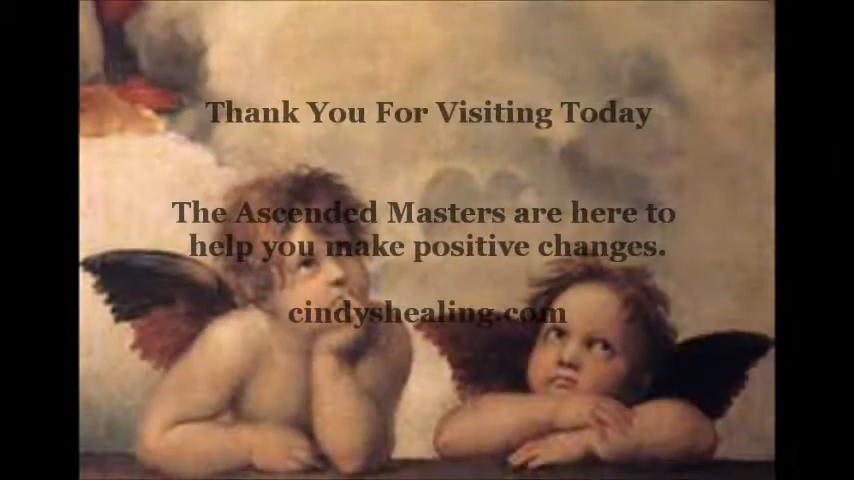 Thank You For Visiting Today
The Ascended Masters are here to
help you make positive changes.
cindyshealing.com